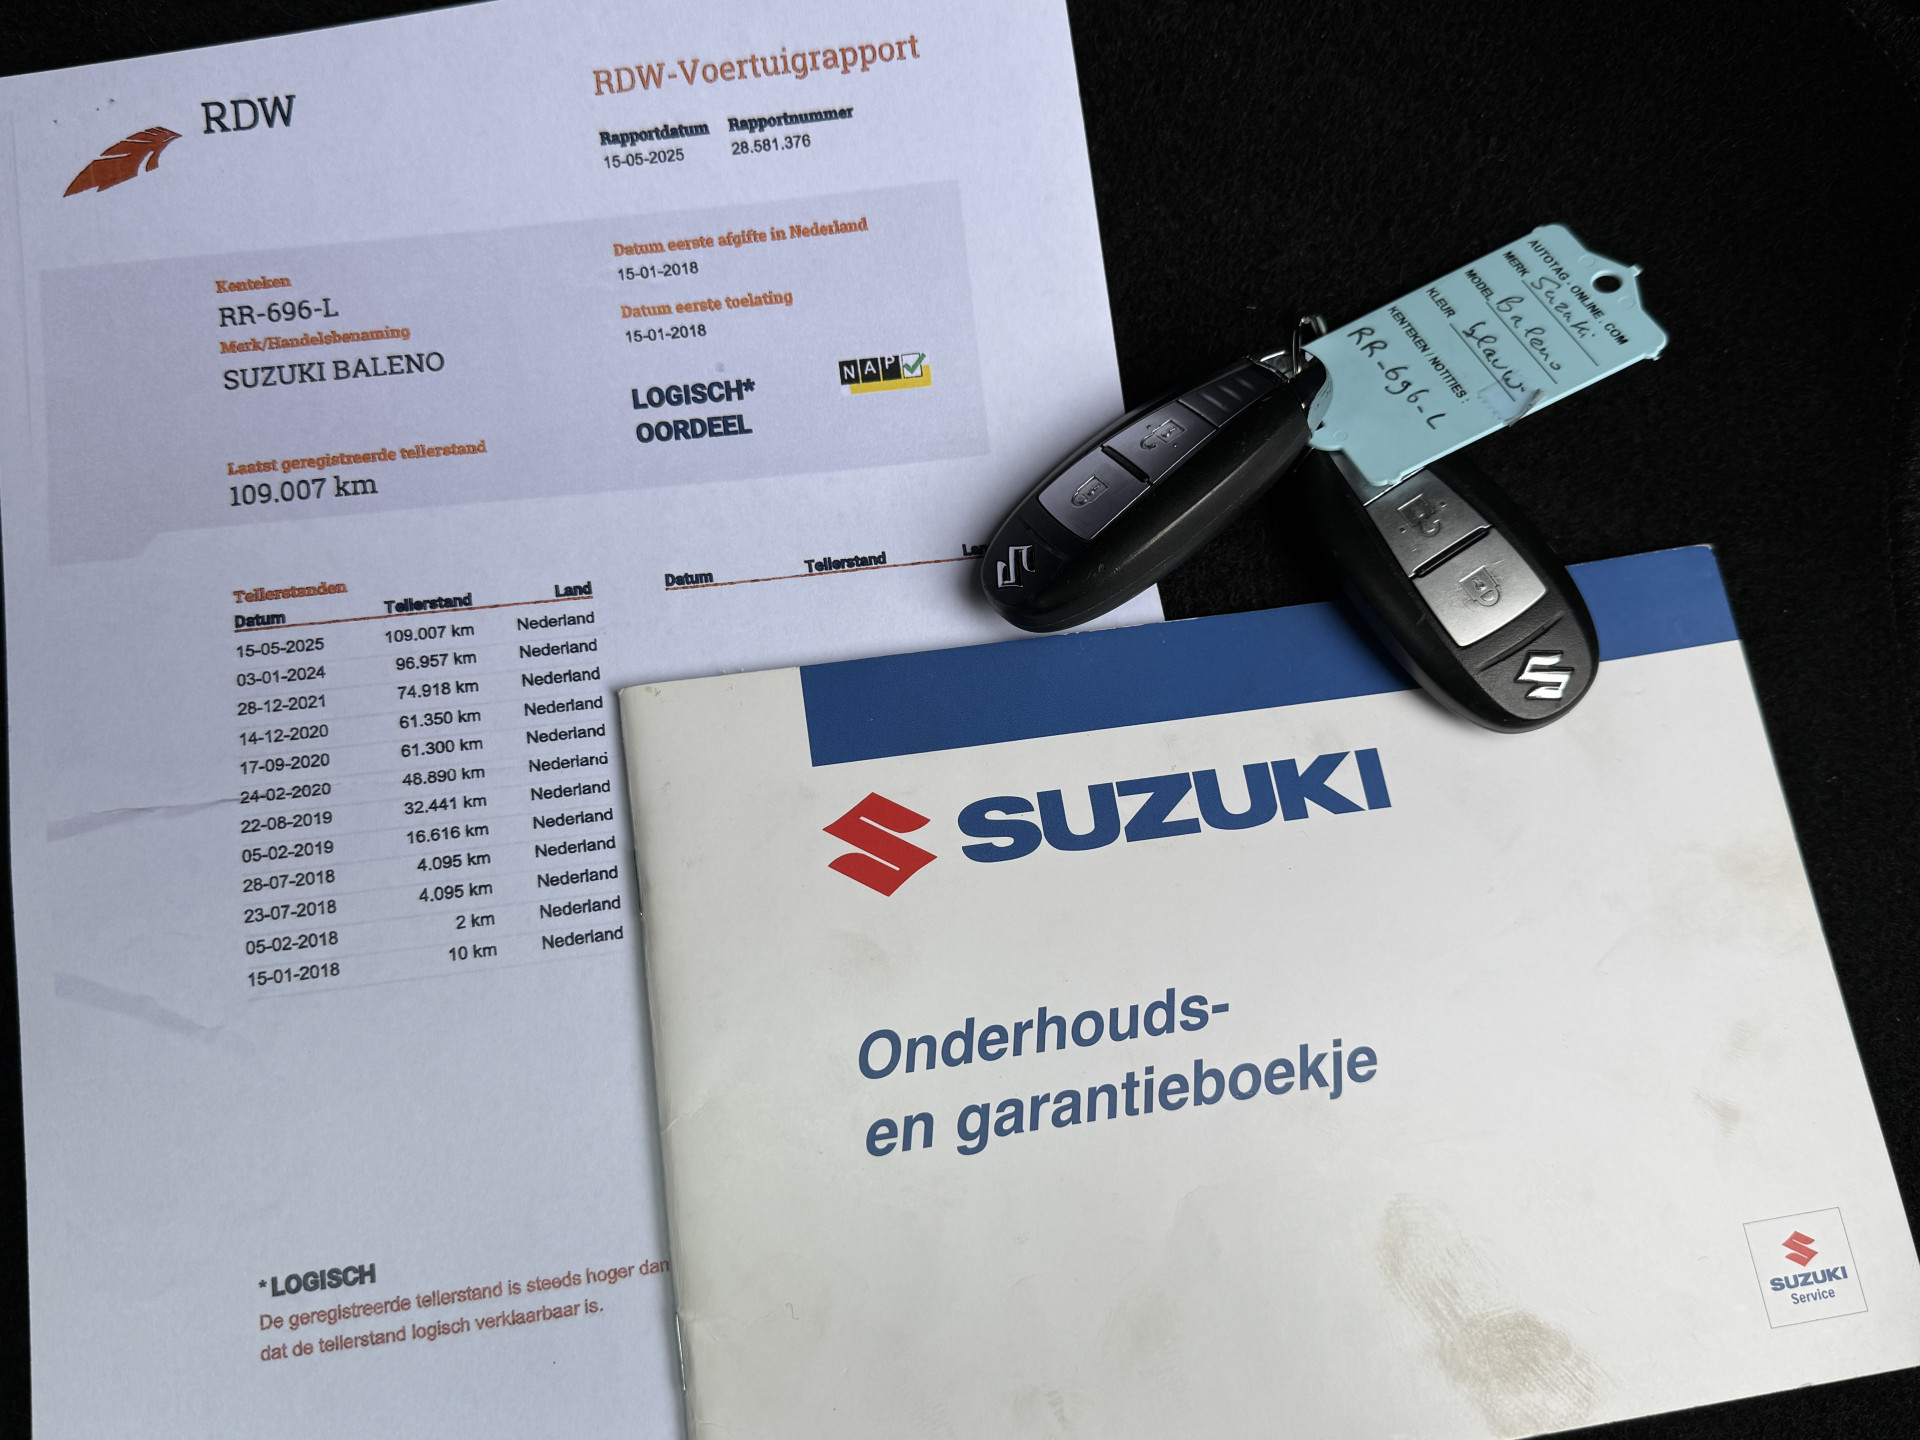 RDW
RDW-Voertuigrapport
Rapportdatum Rapportnummer
15-05-2025 28.581.376
Kenteken
RR-696-L
Merk/Handelsbenaming
SUZUKI BALENO
Datum eerste afgifte in Nederland
15-01-2018
Datum eerste toelating
15-01-2018
LOGISCH*
OORDEEL
NAP
Laatst geregistreerde tellerstand
109.007 km
Tellerstanden
Datum Tellerstand Land
15-05-2025 109.007 km Nederland
03-01-2024 96.957 km Nederland
28-12-2021 74.918 km Nederland
14-12-2020 61.350 km Nederland
17-09-2020 61.300 km Nederland
24-02-2020 48.890 km Nederland
22-08-2019 32.441 km Nederland
05-02-2019 16.616 km Nederland
28-07-2018 4.095 km Nederland
23-07-2018 4.095 km Nederland
05-02-2018 2 km Nederland
15-01-2018 10 km Nederland
Datum Tellerstand
*LOGISCH
De geregistreerde tellerstand is steeds hoger dan
dat de tellerstand logisch verklaarbaar is.
AUTOTAG-ONLINE.COM
MERK Suzuki
MODEL Baleno
KLEUR blauw
KENTEKEN / NOTITIES:
RR-696-L
SUZUKI
Onderhouds-
en garantieboekje
SUZUKI
Service